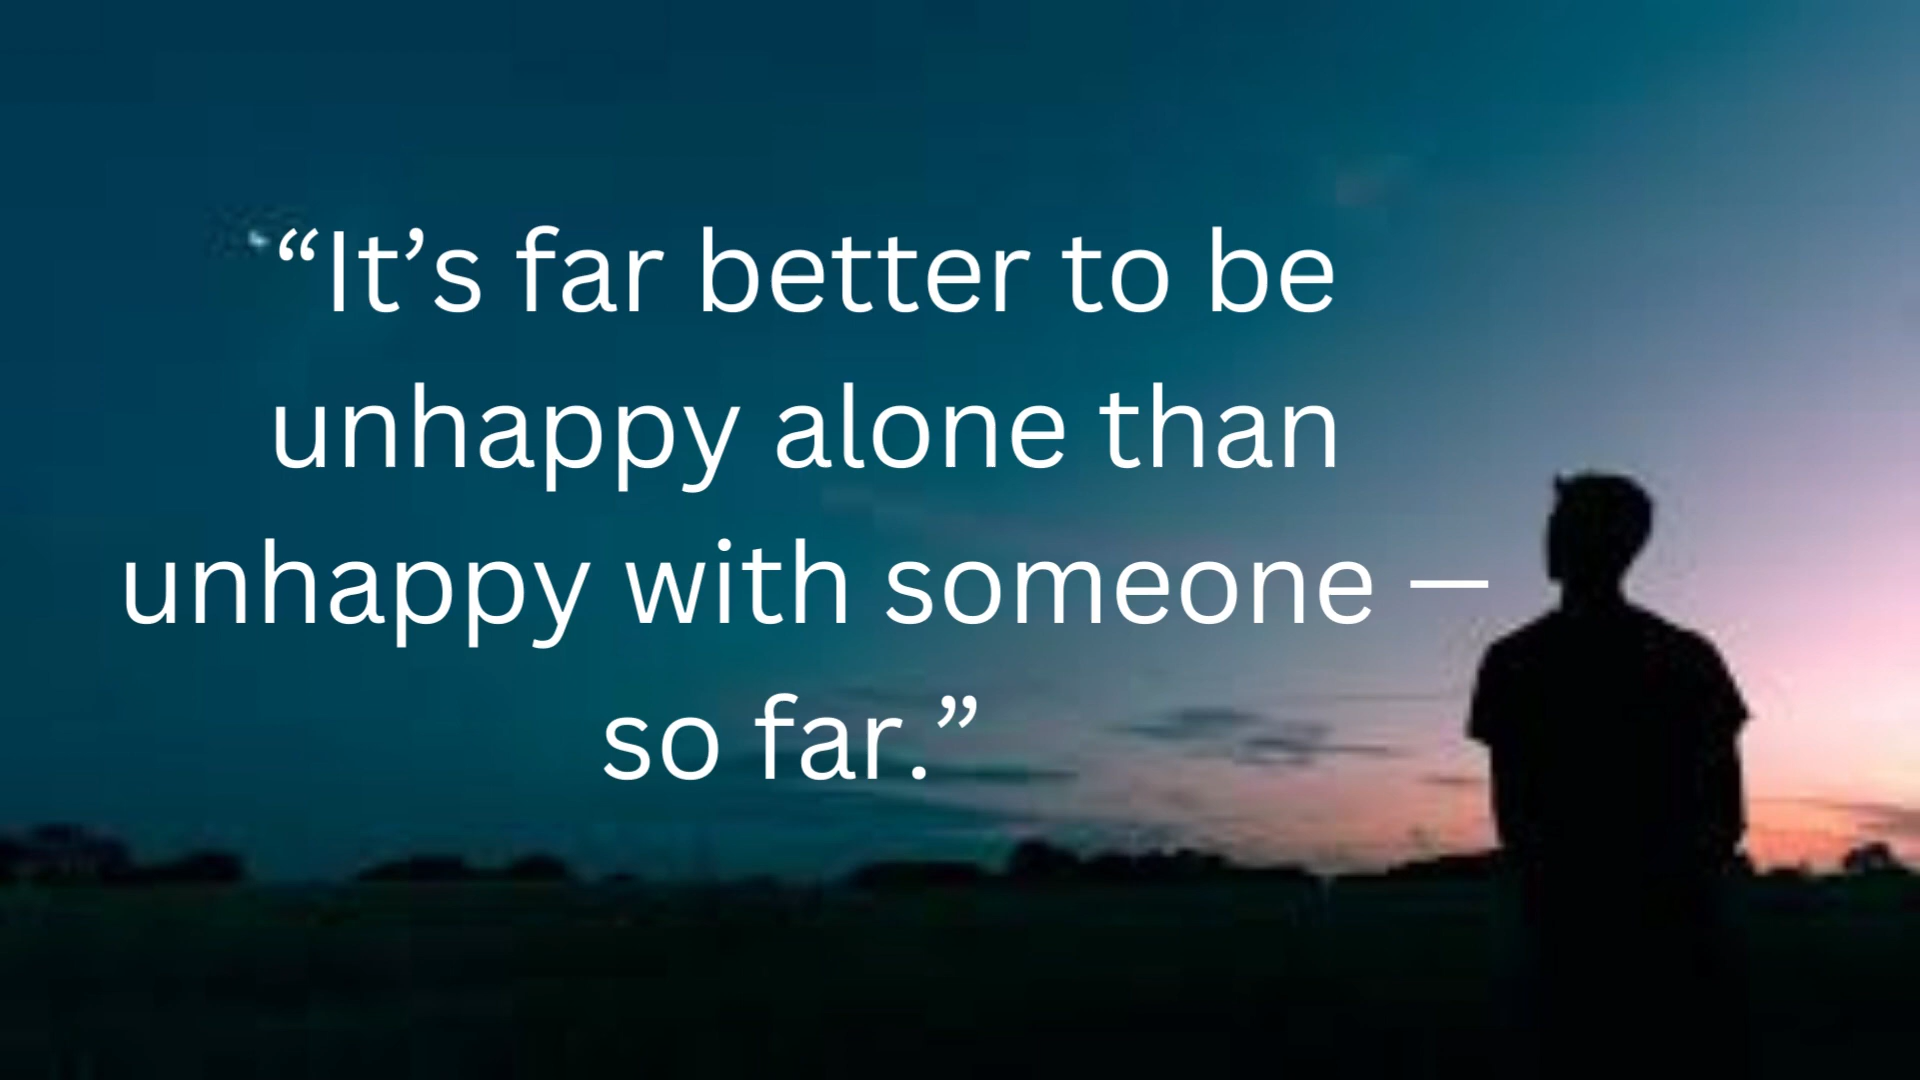 “It’s far better to be
unhappy alone than
unhappy with someone —
so far.”